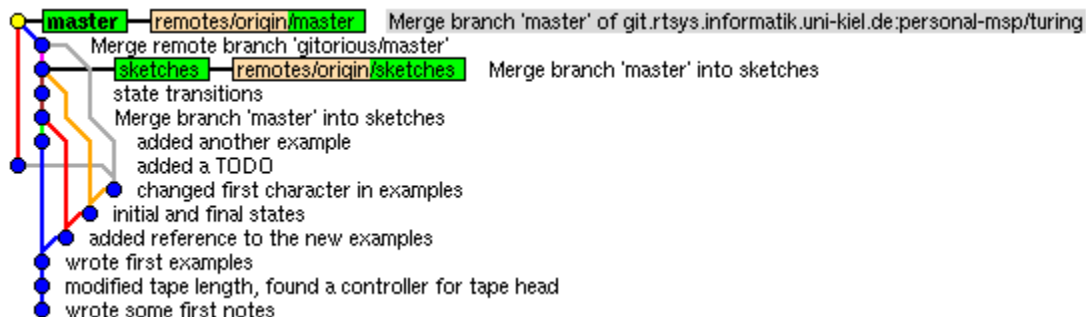 master remotes/origin/master Merge branch 'master' of git.rtsys.informatik.uni-kiel.de:personal-msp/turing
Merge remote branch 'gitorious/master'
sketches remotes/origin/sketches Merge branch 'master' into sketches
state transitions
Merge branch 'master' into sketches
added another example
added a TODO
changed first character in examples
initial and final states
added reference to the new examples
wrote first examples
modified tape length, found a controller for tape head
wrote some first notes